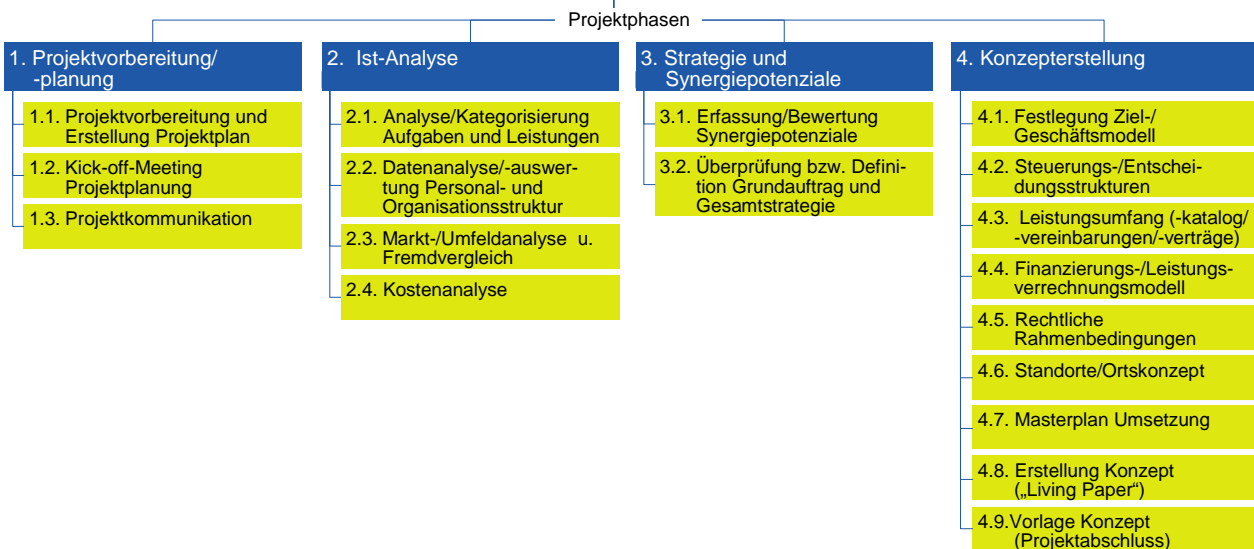 Projektphasen
1. Projektvorbereitung/
-planung
1.1. Projektvorbereitung und
Erstellung Projektplan
1.2. Kick-off-Meeting
Projektplanung
1.3. Projektkommunikation
2. Ist-Analyse
2.1. Analyse/Kategorisierung
Aufgaben und Leistungen
2.2. Datenanalyse/-auswer-
tung Personal- und
Organisationsstruktur
2.3. Markt-/Umfeldanalyse u.
Fremdvergleich
2.4. Kostenanalyse
3. Strategie und
Synergiepotenziale
3.1. Erfassung/Bewertung
Synergiepotenziale
3.2. Überprüfung bzw. Defini-
tion Grundauftrag und
Gesamtstrategie
4. Konzepterstellung
4.1. Festlegung Ziel-/
Geschäftsmodell
4.2. Steuerungs-/Entschei-
dungsstrukturen
4.3. Leistungsumfang (-katalog/
-vereinbarungen/-verträge)
4.4. Finanzierungs-/Leistungs-
verrechnungsmodell
4.5. Rechtliche
Rahmenbedingungen
4.6. Standorte/Ortskonzept
4.7. Masterplan Umsetzung
4.8. Erstellung Konzept
(„Living Paper“)
4.9.Vorlage Konzept
(Projektabschluss)